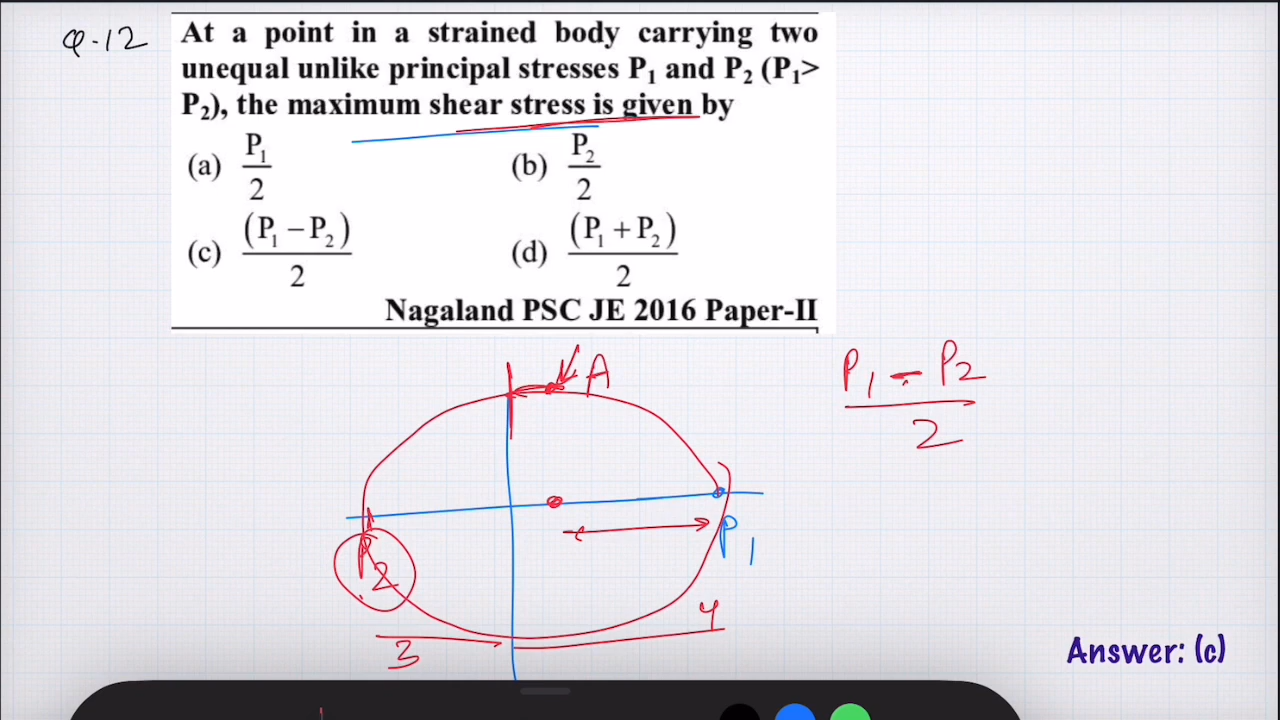 Q.12
At a point in a strained body carrying two
unequal unlike principal stresses P₁ and P₂ (P₁>
P₂), the maximum shear stress is given by
(a) P₁/2 (b) P₂/2
(c) (P₁ − P₂)/2 (d) (P₁ + P₂)/2
Nagaland PSC JE 2016 Paper-II
A
P₁ − P₂
2
P₁
P₂
4
3
Answer: (c)